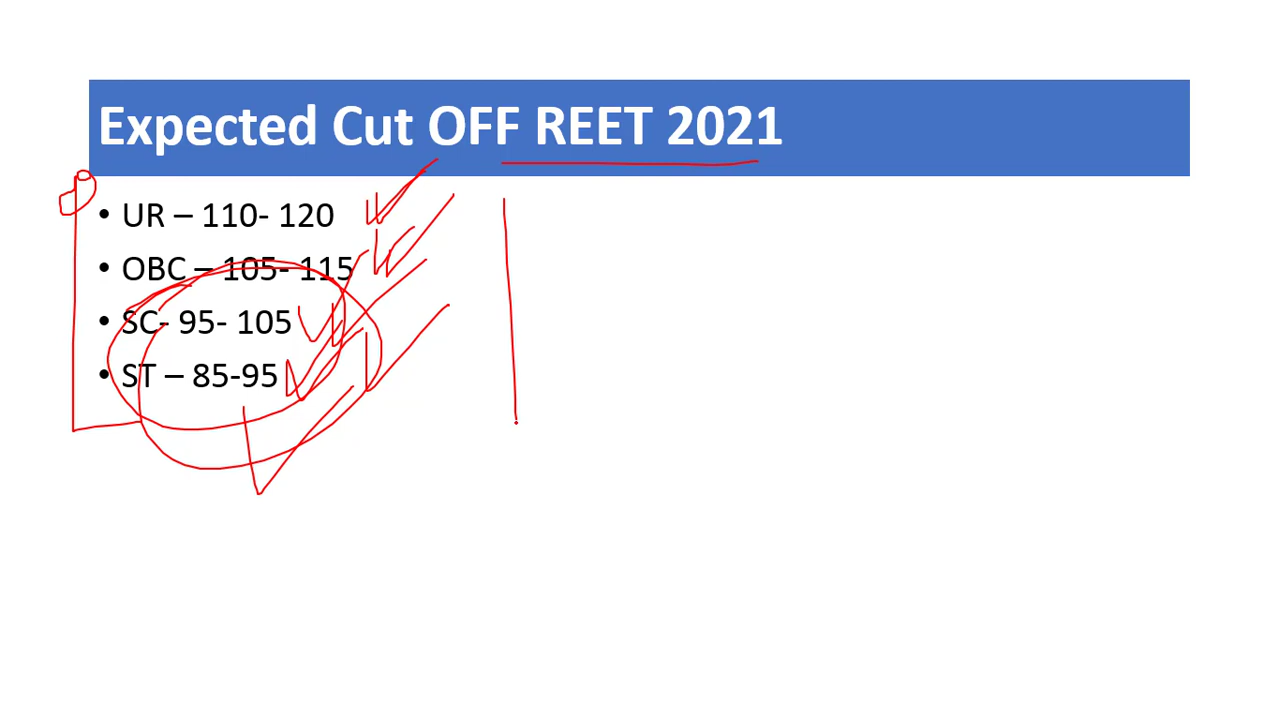 Expected Cut OFF REET 2021
• UR – 110- 120
• OBC – 105- 115
• SC- 95- 105
• ST – 85-95